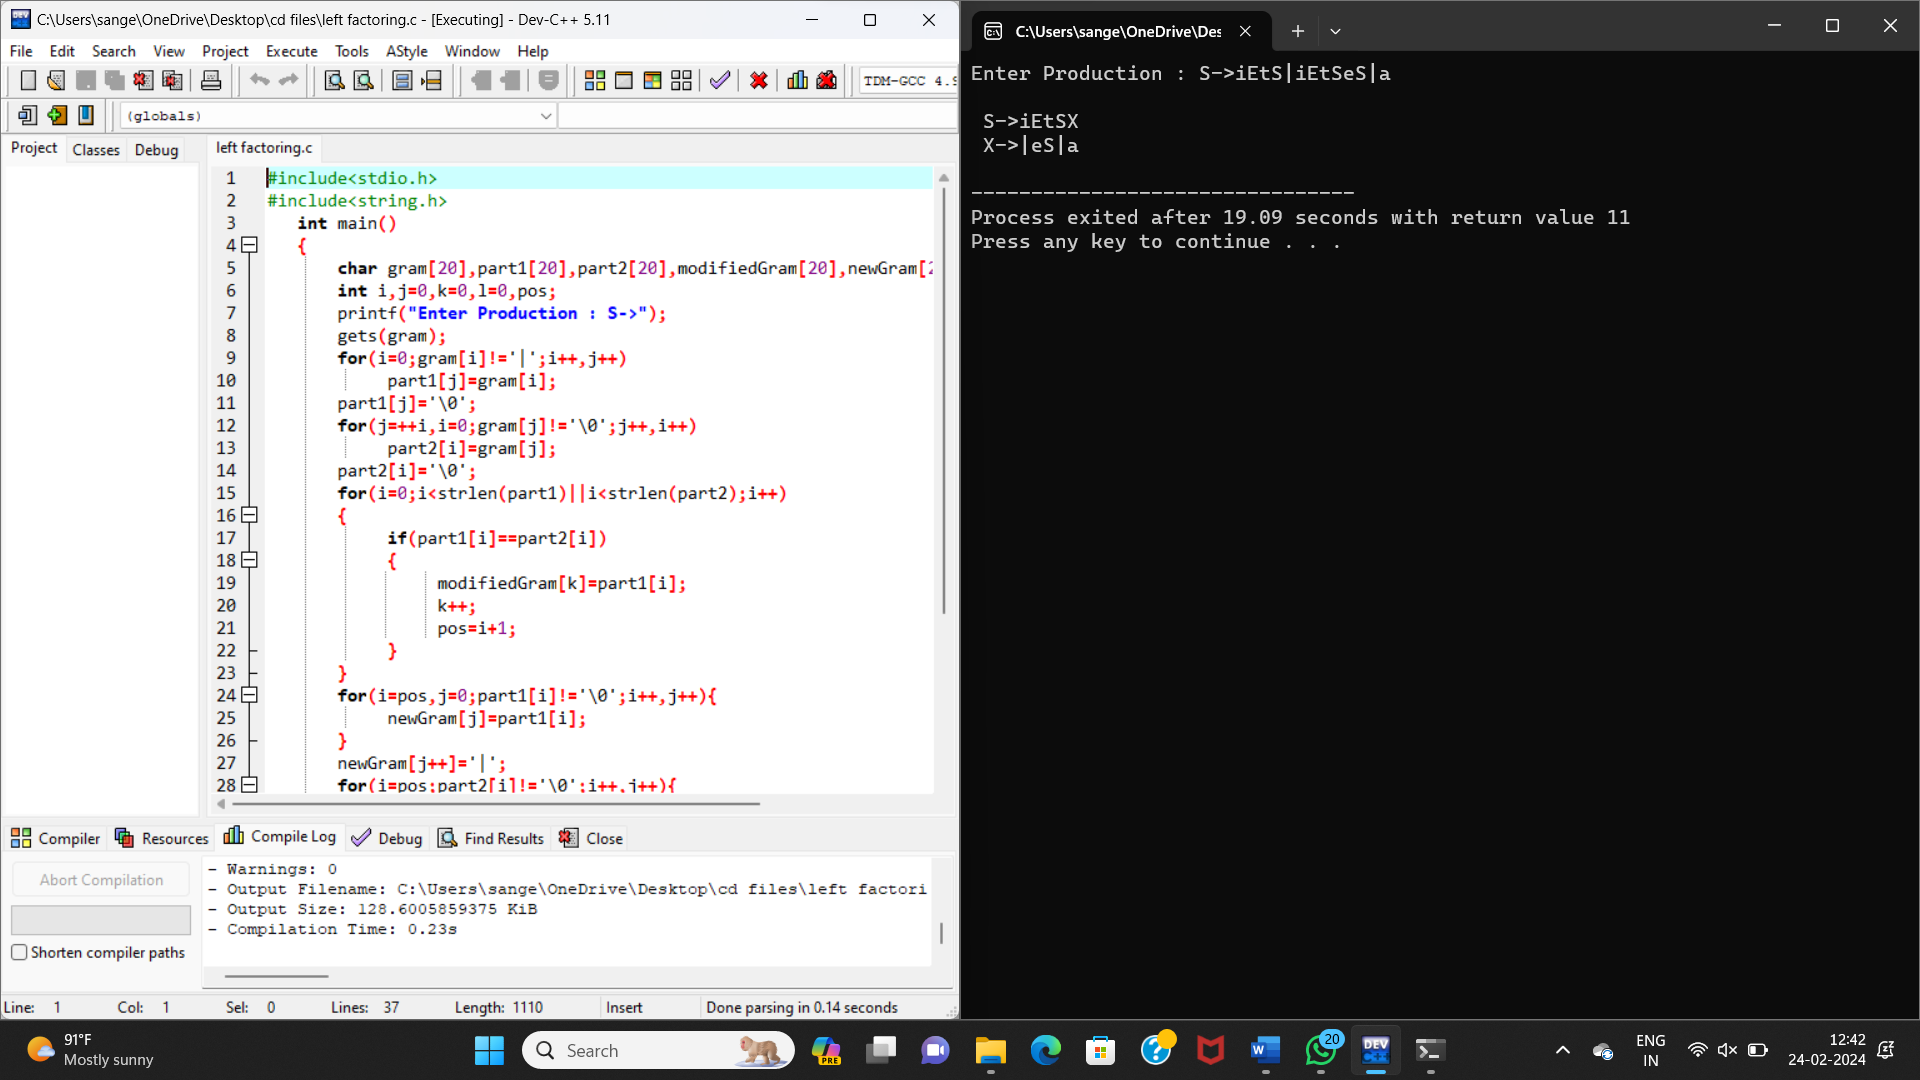 C:\Users\sange\OneDrive\Desktop\cd files\left factoring.c - [Executing] - Dev-C++ 5.11
File Edit Search View Project Execute Tools AStyle Window Help
TDM-GCC 4.9
(globals)
Project Classes Debug
left factoring.c
1 #include<stdio.h>
2 #include<string.h>
3 int main()
4 {
5 char gram[20],part1[20],part2[20],modifiedGram[20],newGram[2
6 int i,j=0,k=0,l=0,pos;
7 printf("Enter Production : S->");
8 gets(gram);
9 for(i=0;gram[i]!='|';i++,j++)
10 part1[j]=gram[i];
11 part1[j]='\0';
12 for(j=++i,i=0;gram[j]!='\0';j++,i++)
13 part2[i]=gram[j];
14 part2[i]='\0';
15 for(i=0;i<strlen(part1)||i<strlen(part2);i++)
16 {
17 if(part1[i]==part2[i])
18 {
19 modifiedGram[k]=part1[i];
20 k++;
21 pos=i+1;
22 }
23 }
24 for(i=pos,j=0;part1[i]!='\0';i++,j++){
25 newGram[j]=part1[i];
26 }
27 newGram[j++]='|';
28 for(i=pos;part2[i]!='\0';i++,j++){
Compiler Resources Compile Log Debug Find Results Close
Abort Compilation
Shorten compiler paths
- Warnings: 0
- Output Filename: C:\Users\sange\OneDrive\Desktop\cd files\left factori
- Output Size: 128.6005859375 KiB
- Compilation Time: 0.23s
Line: 1 Col: 1 Sel: 0 Lines: 37 Length: 1110 Insert Done parsing in 0.14 seconds
C:\Users\sange\OneDrive\Des
Enter Production : S->iEtS|iEtSeS|a
S->iEtSX
X->|eS|a
--------------------------------
Process exited after 19.09 seconds with return value 11
Press any key to continue . . .
91°F
Mostly sunny
Search
PRE
20
DEV
C++
ENG
IN
12:42
24-02-2024